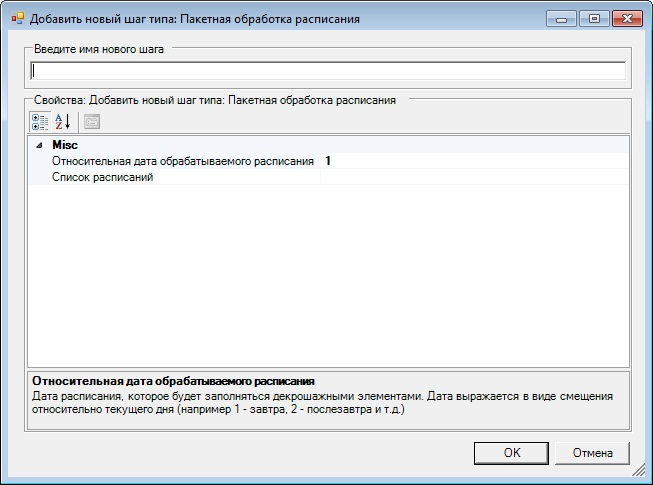 Добавить новый шаг типа: Пакетная обработка расписания
Введите имя нового шага
Свойства: Добавить новый шаг типа: Пакетная обработка расписания
A
Z
Misc
Относительная дата обрабатываемого расписания 1
Список расписаний
Относительная дата обрабатываемого расписания
Дата расписания, которое будет заполняться декрошажными элементами. Дата выражается в виде смещения
относительно текущего дня (например 1 - завтра, 2 - послезавтра и т.д.)
OK Отмена